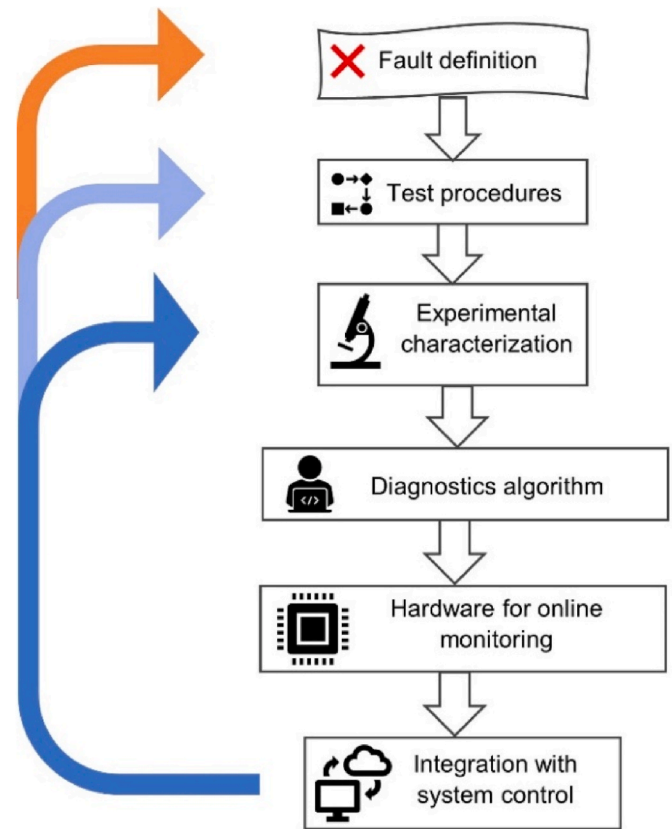 Fault definition
Test procedures
Experimental
characterization
</>
Diagnostics algorithm
Hardware for online
monitoring
Integration with
system control